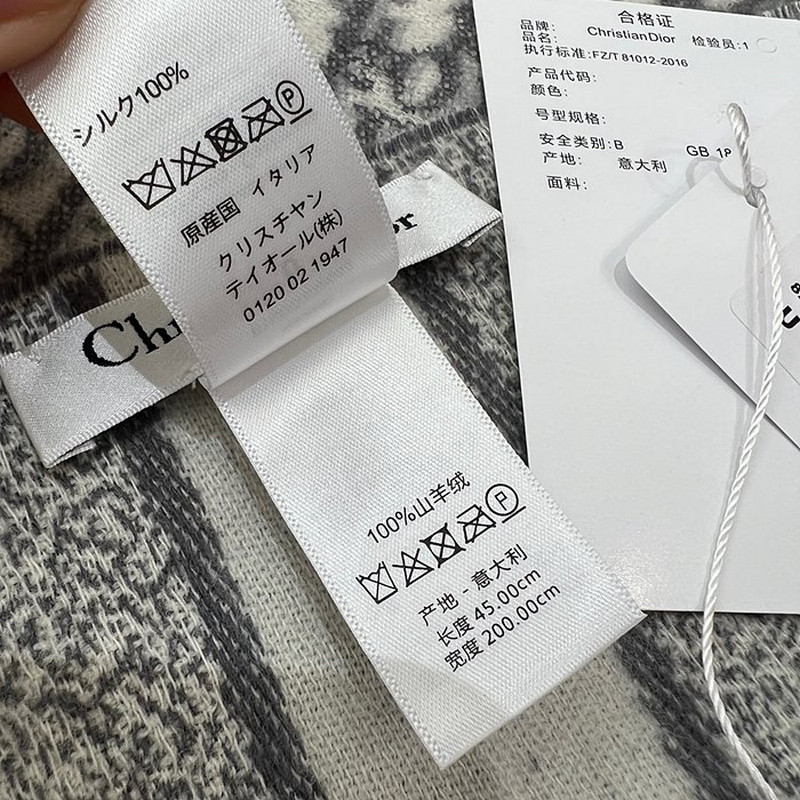 シルク100%
P
原産国 イタリア
クリスチャン
ディオール(株)
0120 02 1947
Chr
or
100%山羊绒
P
产地 - 意大利
长度 45.00cm
宽度 200.00cm
合格证
品牌:
品名: ChristianDior 检验员:1
执行标准:FZ/T 81012-2016
产品代码:
颜色:
号型规格:
安全类别:B GB 18
产地: 意大利
面料: